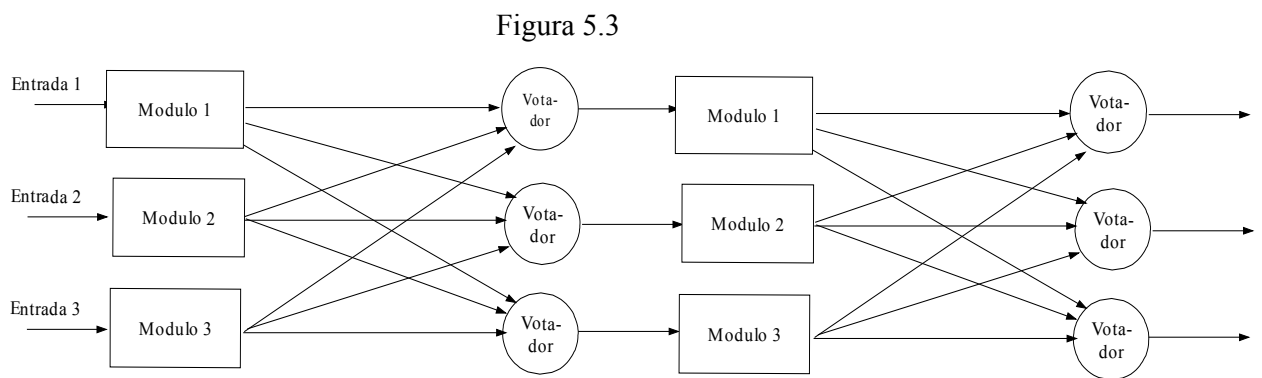 Figura 5.3
Entrada 1
Modulo 1
Vota-
dor
Modulo 1
Vota-
dor
Entrada 2
Modulo 2
Vota-
dor
Modulo 2
Vota-
dor
Entrada 3
Modulo 3
Vota-
dor
Modulo 3
Vota-
dor